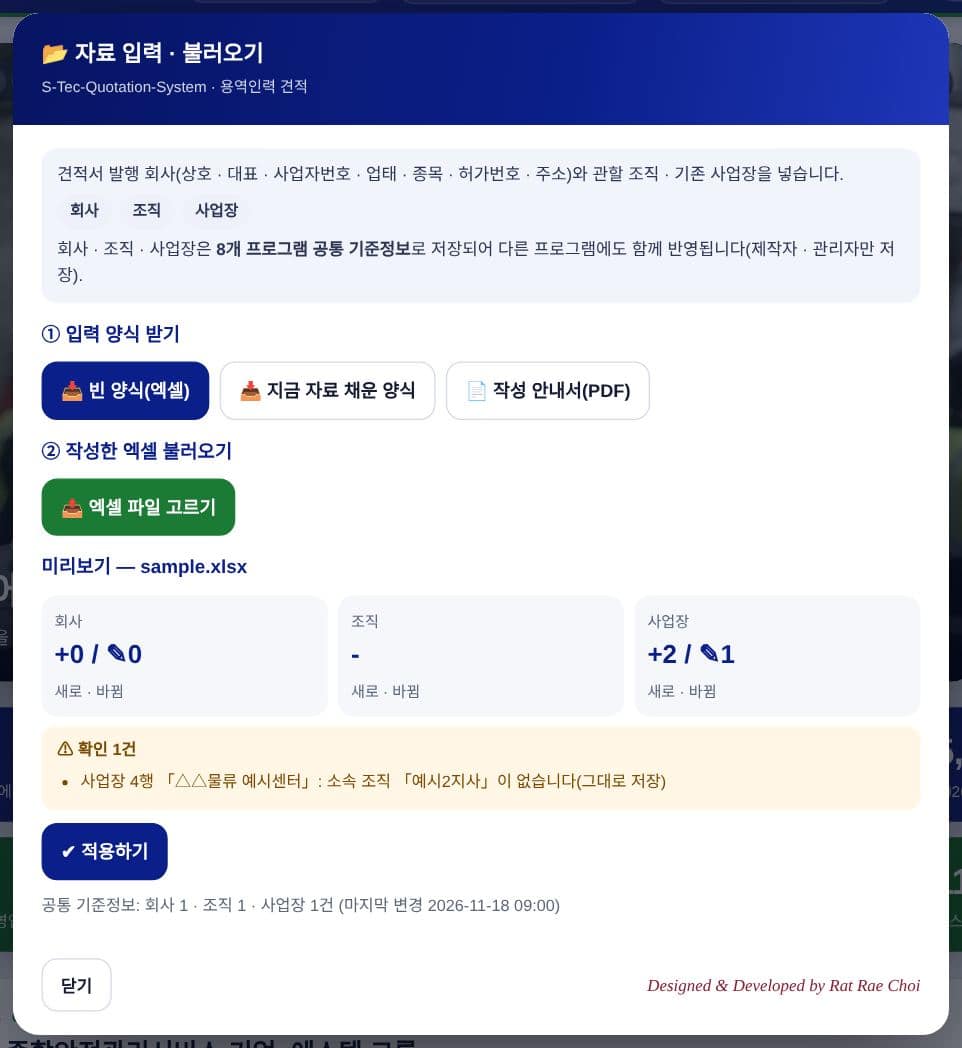 📂 자료 입력 · 불러오기
S-Tec-Quotation-System · 용역인력 견적
견적서 발행 회사(상호 · 대표 · 사업자번호 · 업태 · 종목 · 허가번호 · 주소)와 관할 조직 · 기존 사업장을 넣습니다.
회사 조직 사업장
회사 · 조직 · 사업장은 8개 프로그램 공통 기준정보로 저장되어 다른 프로그램에도 함께 반영됩니다(제작자 · 관리자만 저
장).
① 입력 양식 받기
📥 빈 양식(엑셀) 📥 지금 자료 채운 양식 📄 작성 안내서(PDF)
② 작성한 엑셀 불러오기
📤 엑셀 파일 고르기
미리보기 — sample.xlsx
회사 조직 사업장
+0 / ✎0 - +2 / ✎1
새로 · 바뀜 새로 · 바뀜 새로 · 바뀜
⚠ 확인 1건
• 사업장 4행 「△△물류 예시센터」: 소속 조직 「예시2지사」이 없습니다(그대로 저장)
✔ 적용하기
공통 기준정보: 회사 1 · 조직 1 · 사업장 1건 (마지막 변경 2026-11-18 09:00)
닫기 Designed & Developed by Rat Rae Choi